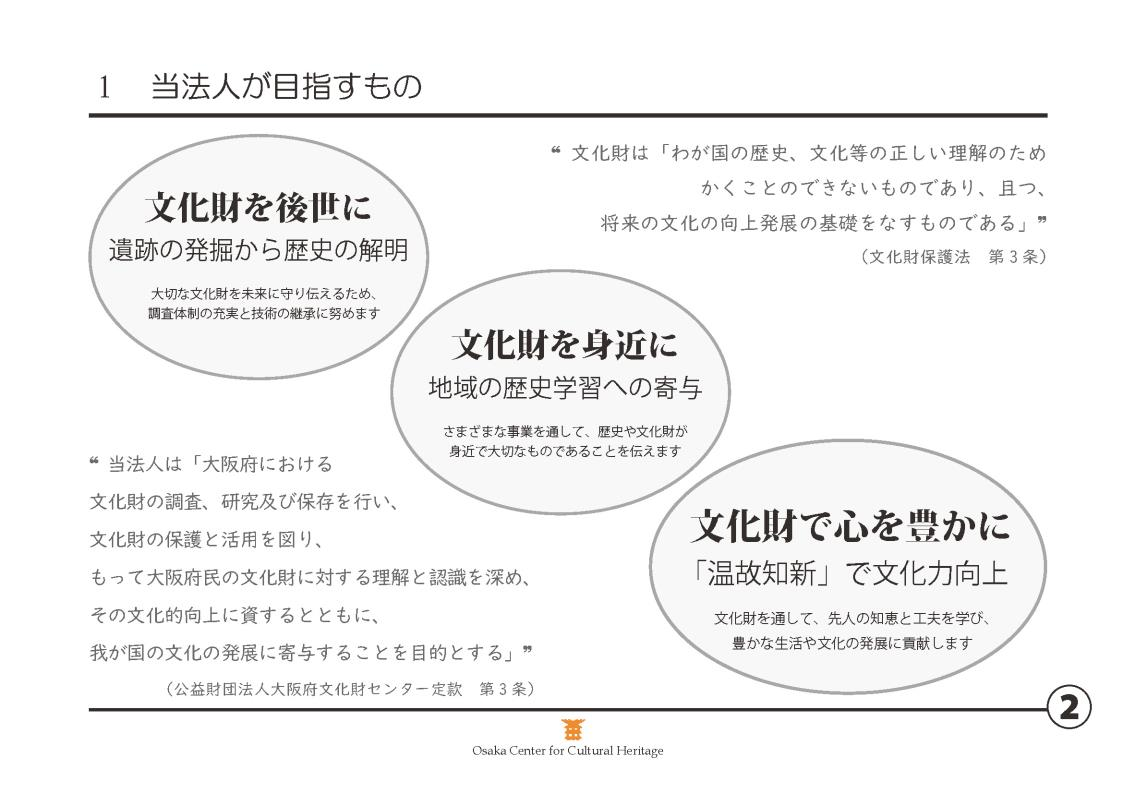 1　当法人が目指すもの
文化財を後世に
遺跡の発掘から歴史の解明
大切な文化財を未来に守り伝えるため、
調査体制の充実と技術の継承に努めます
❝ 文化財は「わが国の歴史、文化等の正しい理解のため
かくことのできないものであり、且つ、
将来の文化の向上発展の基礎をなすものである」❞
（文化財保護法　第３条）
文化財を身近に
地域の歴史学習への寄与
さまざまな事業を通して、歴史や文化財が
身近で大切なものであることを伝えます
❝ 当法人は「大阪府における
文化財の調査、研究及び保存を行い、
文化財の保護と活用を図り、
もって大阪府民の文化財に対する理解と認識を深め、
その文化的向上に資するとともに、
我が国の文化の発展に寄与することを目的とする」❞
（公益財団法人大阪府文化財センター定款　第３条）
文化財で心を豊かに
「温故知新」で文化力向上
文化財を通して、先人の知恵と工夫を学び、
豊かな生活や文化の発展に貢献します
2
Osaka Center for Cultural Heritage